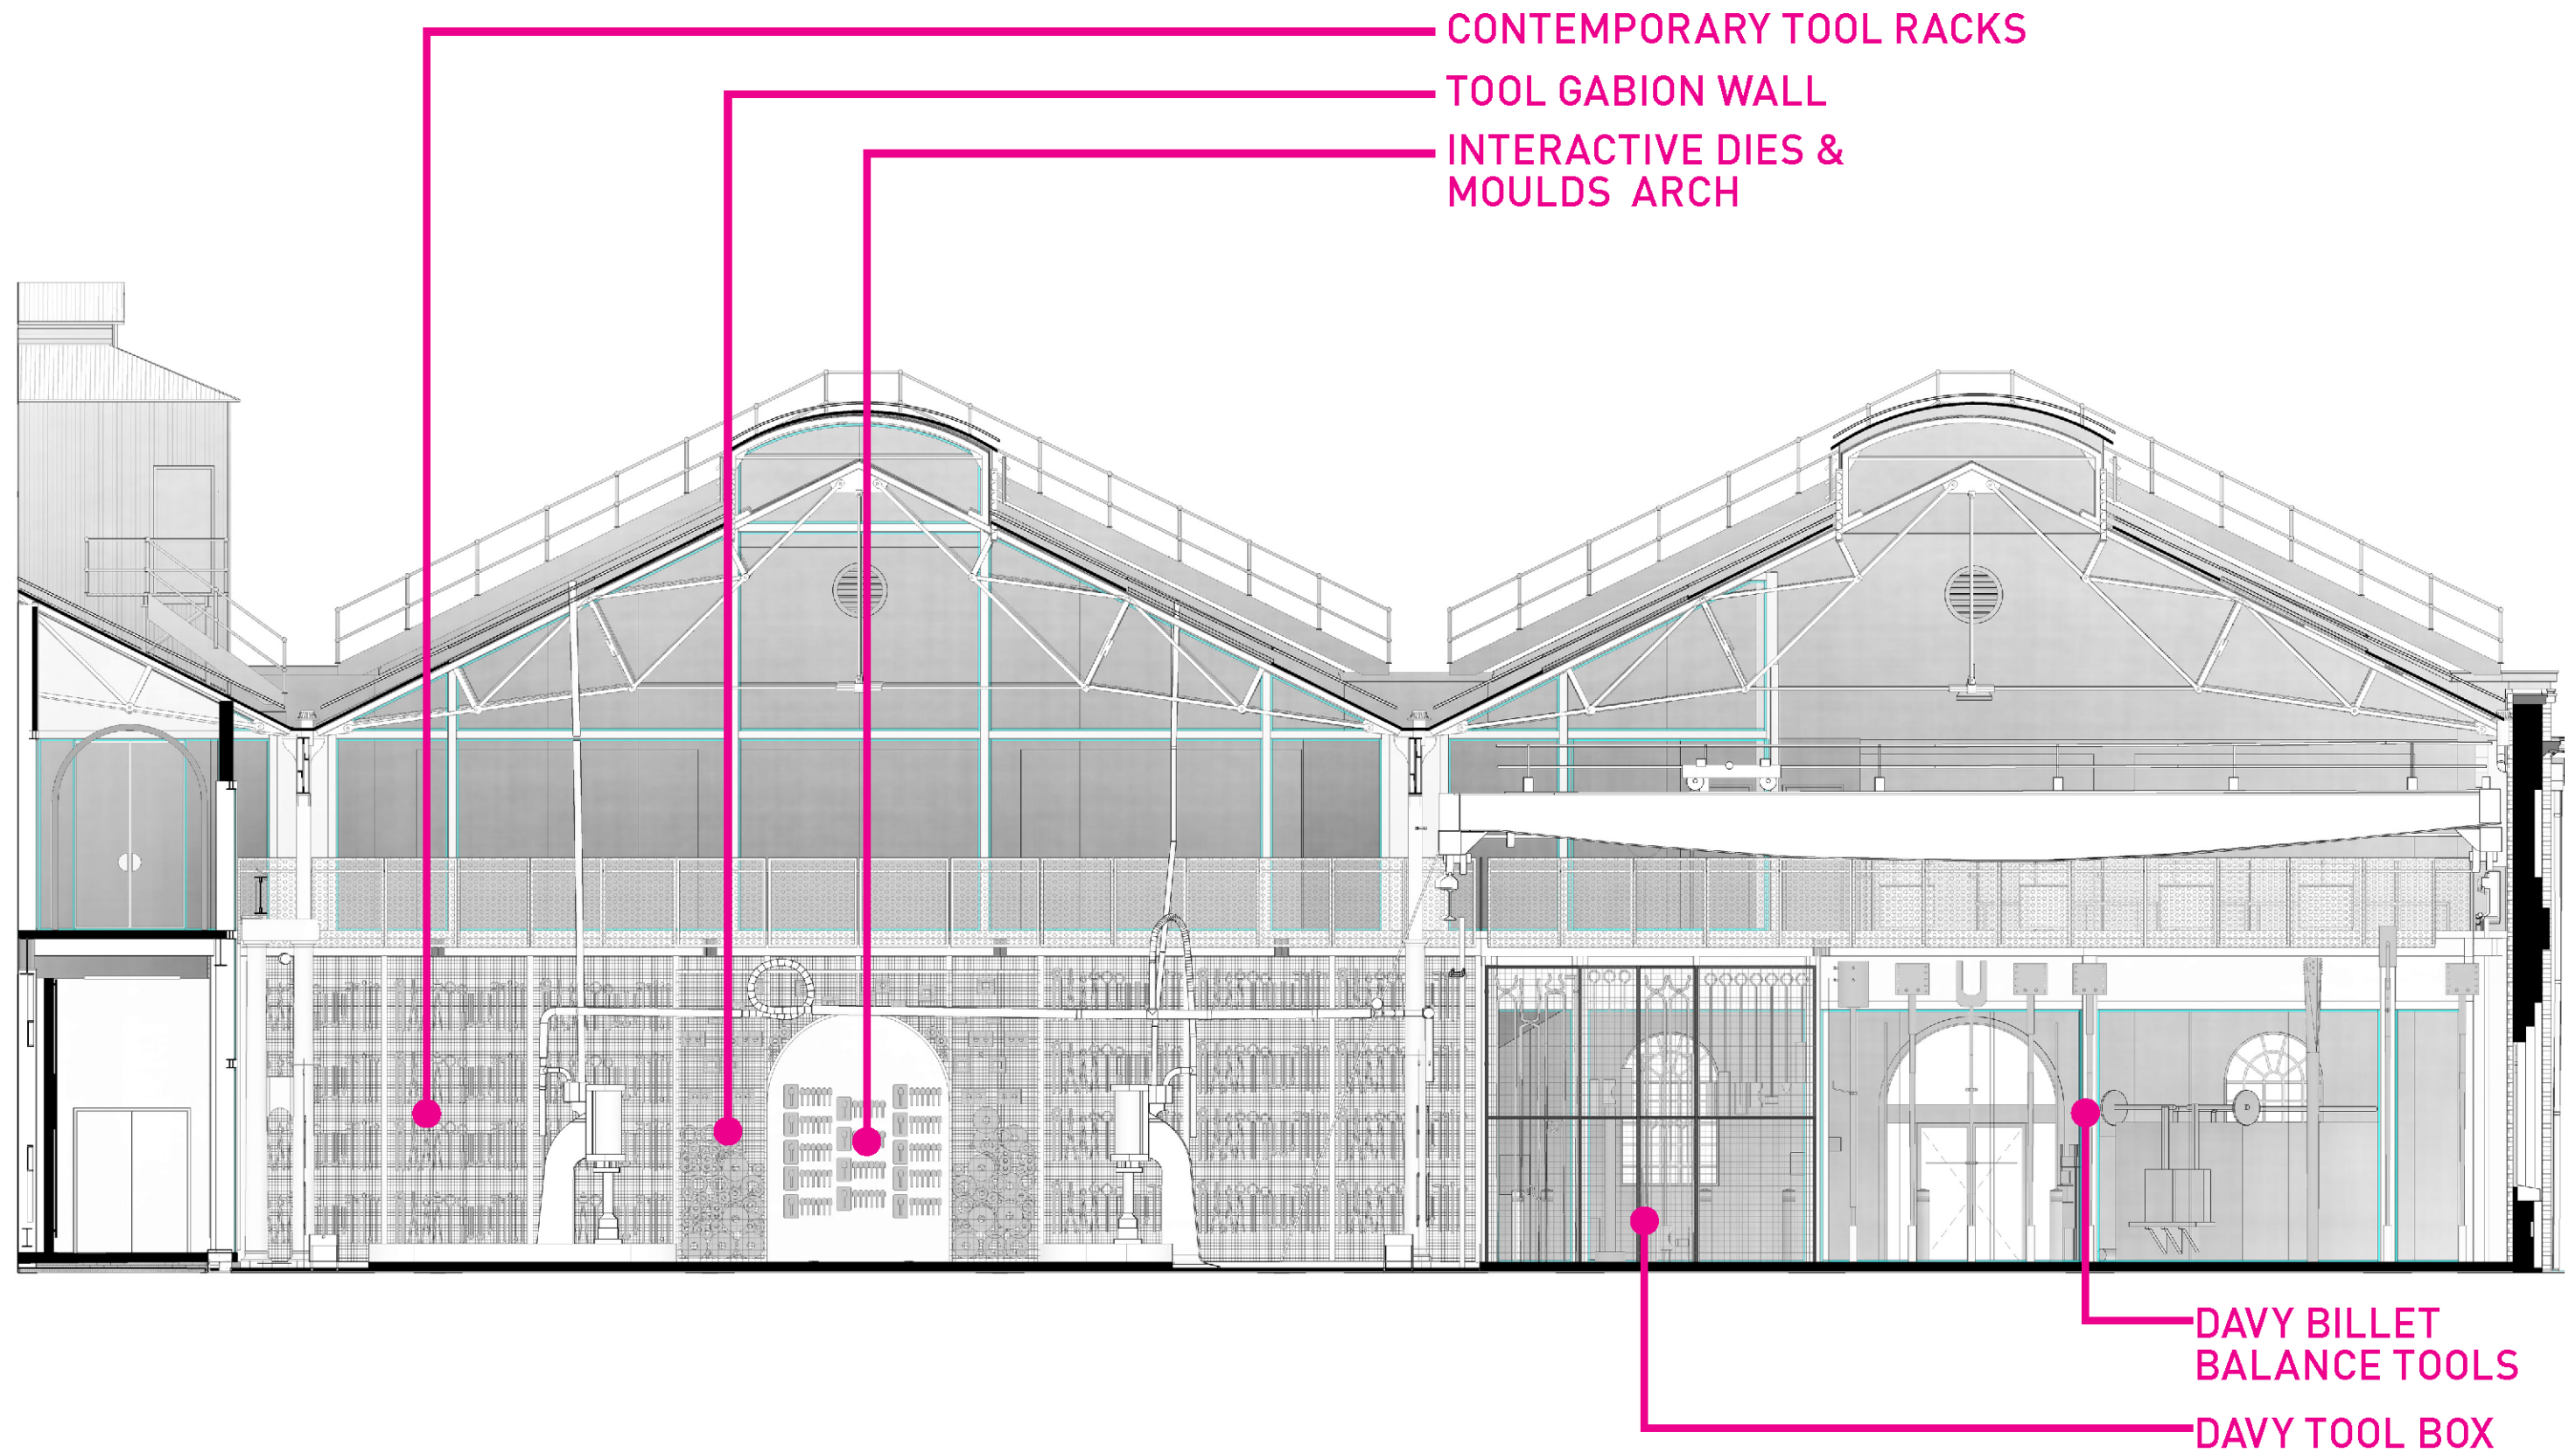 CONTEMPORARY TOOL RACKS
TOOL GABION WALL
INTERACTIVE DIES &
MOULDS ARCH
DAVY BILLET
BALANCE TOOLS
DAVY TOOL BOX